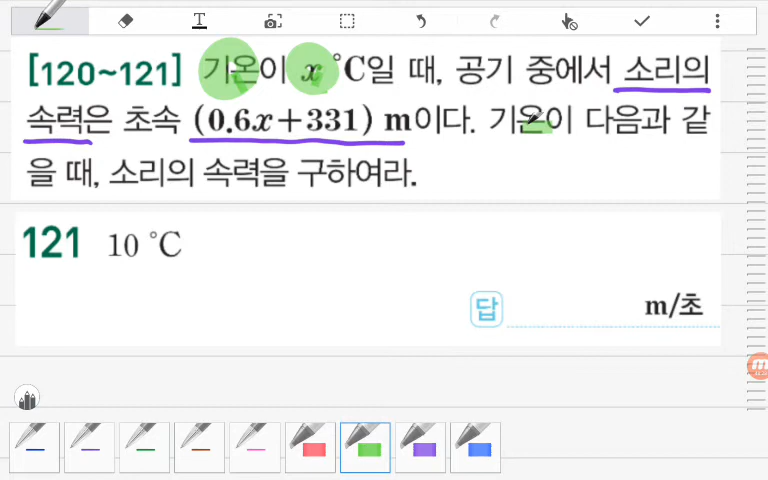 T
[120~121] 기온이 x °C일 때, 공기 중에서 소리의
속력은 초속 (0.6x+331) m이다. 기온이 다음과 같
을 때, 소리의 속력을 구하여라.
121 10 °C
답 m/초